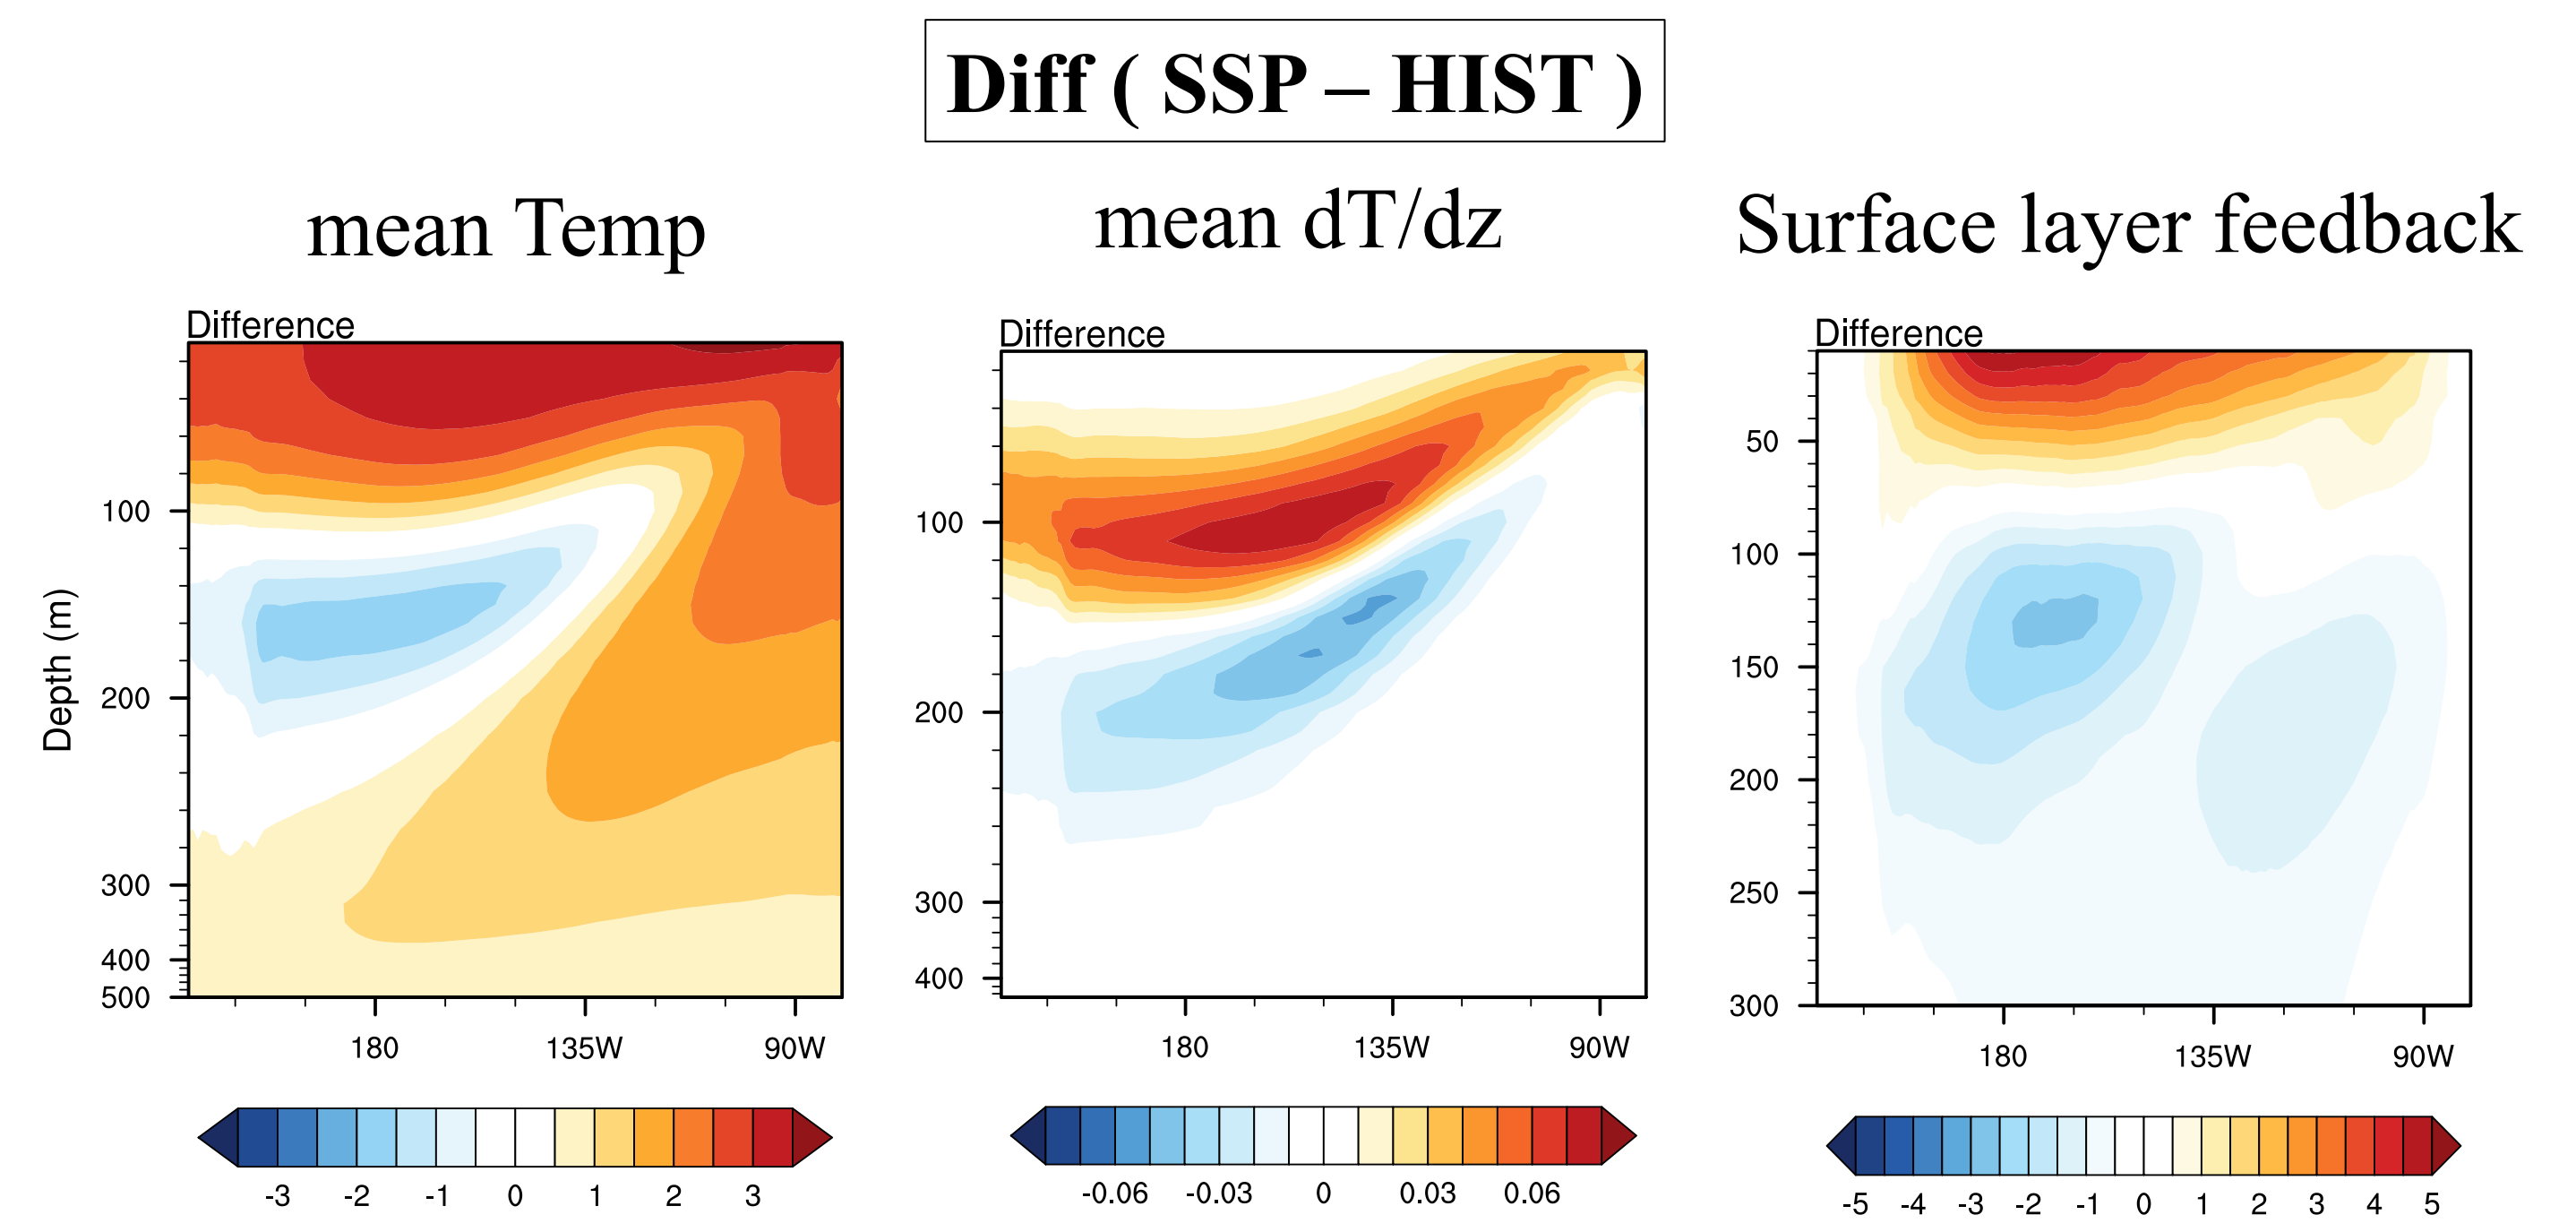 Diff ( SSP – HIST )
mean Temp
mean dT/dz
Surface layer feedback
Difference
Difference
Difference
Depth (m)
100
200
300
400
500
180
135W
90W
-3 -2 -1 0 1 2 3
100
200
300
400
180
135W
90W
-0.06 -0.03 0 0.03 0.06
50
100
150
200
250
300
180
135W
90W
-5 -4 -3 -2 -1 0 1 2 3 4 5